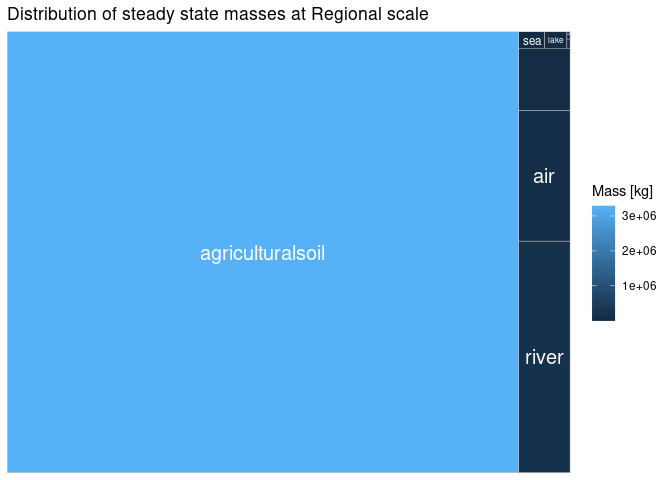 Distribution of steady state masses at Regional scale
sea
lake
air
agriculturalsoil
river
Mass [kg]
3e+06
2e+06
1e+06